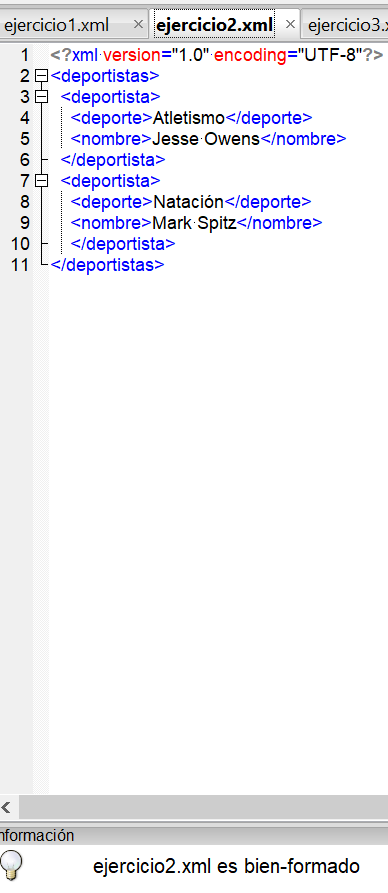 ejercicio1.xml × ejercicio2.xml × ejercicio3.
1 <?xml version="1.0" encoding="UTF-8"?>
2 <deportistas>
3 <deportista>
4 <deporte>Atletismo</deporte>
5 <nombre>Jesse Owens</nombre>
6 </deportista>
7 <deportista>
8 <deporte>Natación</deporte>
9 <nombre>Mark Spitz</nombre>
10 </deportista>
11 </deportistas>
nformación
ejercicio2.xml es bien-formado